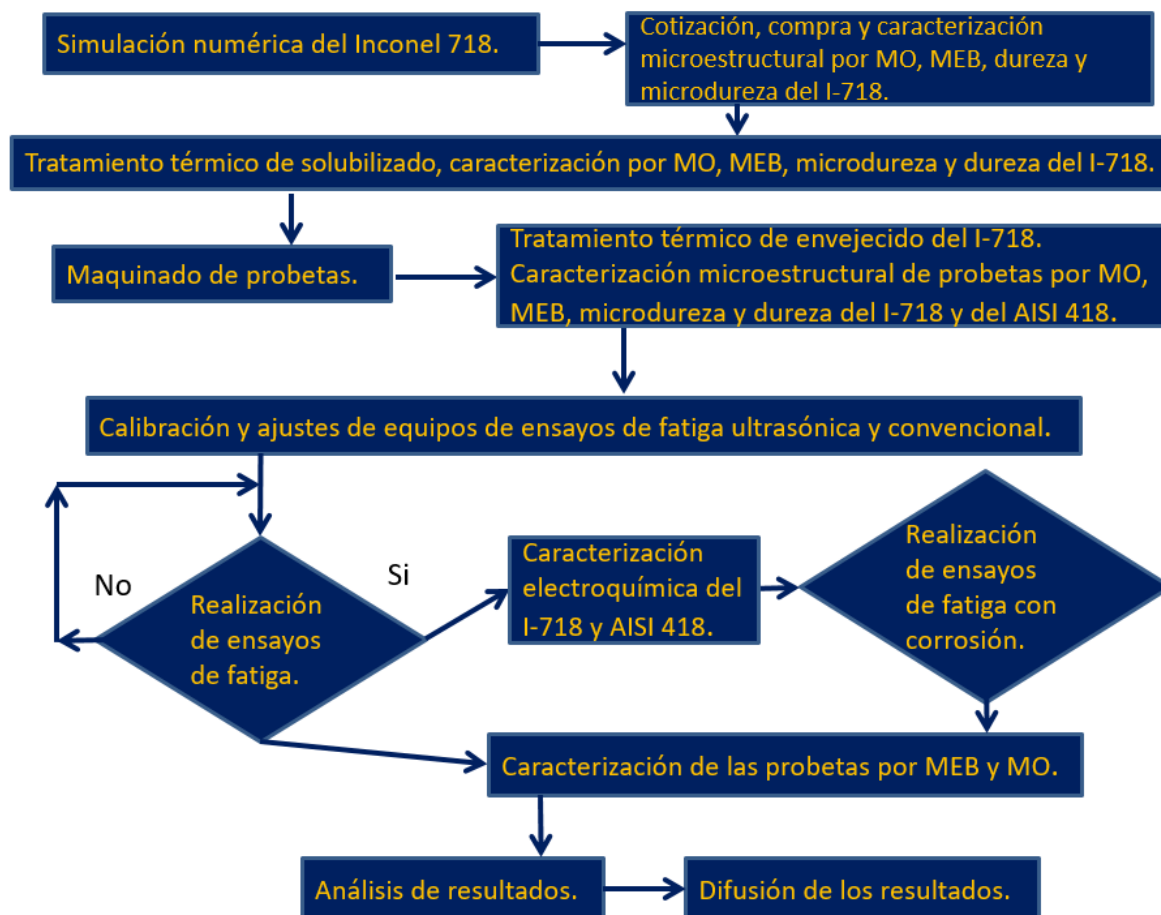 Simulación numérica del Inconel 718.
Cotización, compra y caracterización
microestructural por MO, MEB, dureza y
microdureza del I-718.
Tratamiento térmico de solubilizado, caracterización por MO, MEB, microdureza y dureza del I-718.
Maquinado de probetas.
Tratamiento térmico de envejecido del I-718.
Caracterización microestructural de probetas por MO,
MEB, microdureza y dureza del I-718 y del AISI 418.
Calibración y ajustes de equipos de ensayos de fatiga ultrasónica y convencional.
No
Realización
de ensayos
de fatiga.
Si
Caracterización
electroquímica del
I-718 y AISI 418.
Realización
de ensayos
de fatiga con
corrosión.
Caracterización de las probetas por MEB y MO.
Análisis de resultados.
Difusión de los resultados.